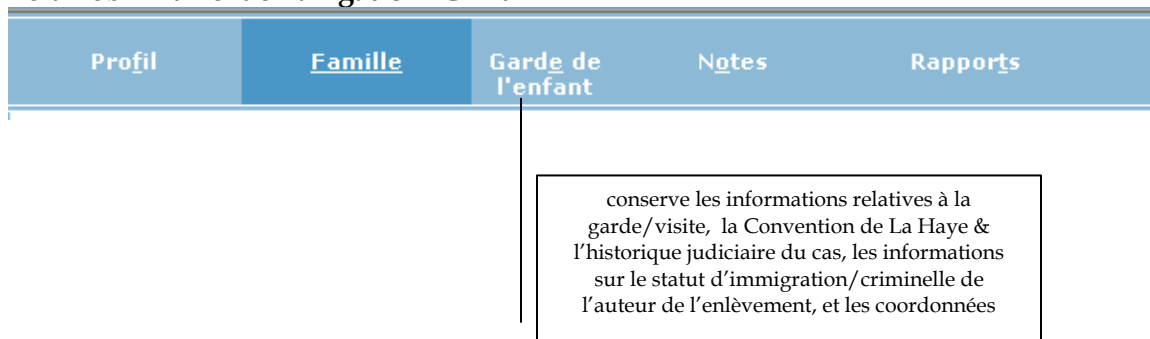 Profil Famille Garde de l'enfant Notes Rapports
conserve les informations relatives à la
garde/visite, la Convention de La Haye &
l'historique judiciaire du cas, les informations
sur le statut d'immigration/criminelle de
l'auteur de l'enlèvement, et les coordonnées